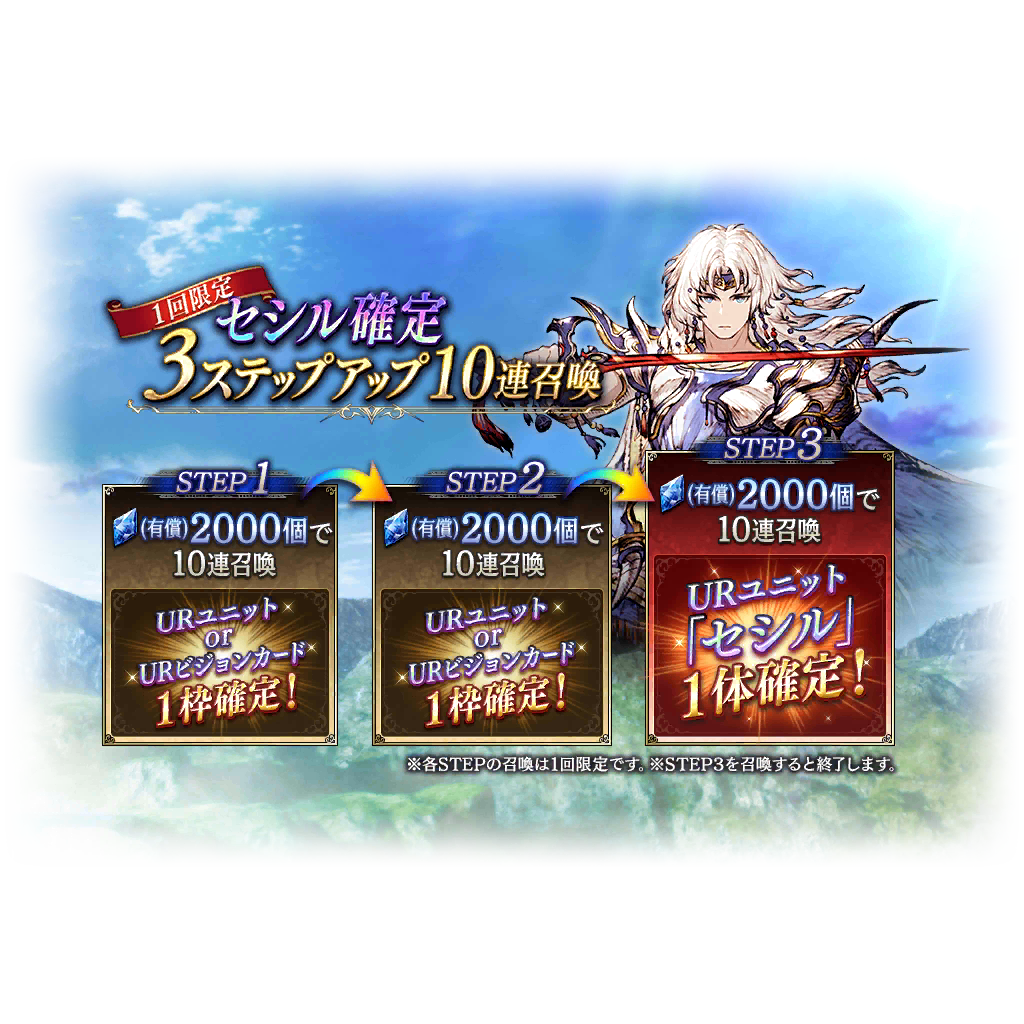 1回限定
セシル確定
3ステップアップ10連召喚
STEP 1
(有償)2000個で
10連召喚
URユニット
or
URビジョンカード
1枠確定!
STEP 2
(有償)2000個で
10連召喚
URユニット
or
URビジョンカード
1枠確定!
STEP 3
(有償)2000個で
10連召喚
URユニット
「セシル」
1体確定!
※各STEPの召喚は1回限定です。※STEP3を召喚すると終了します。